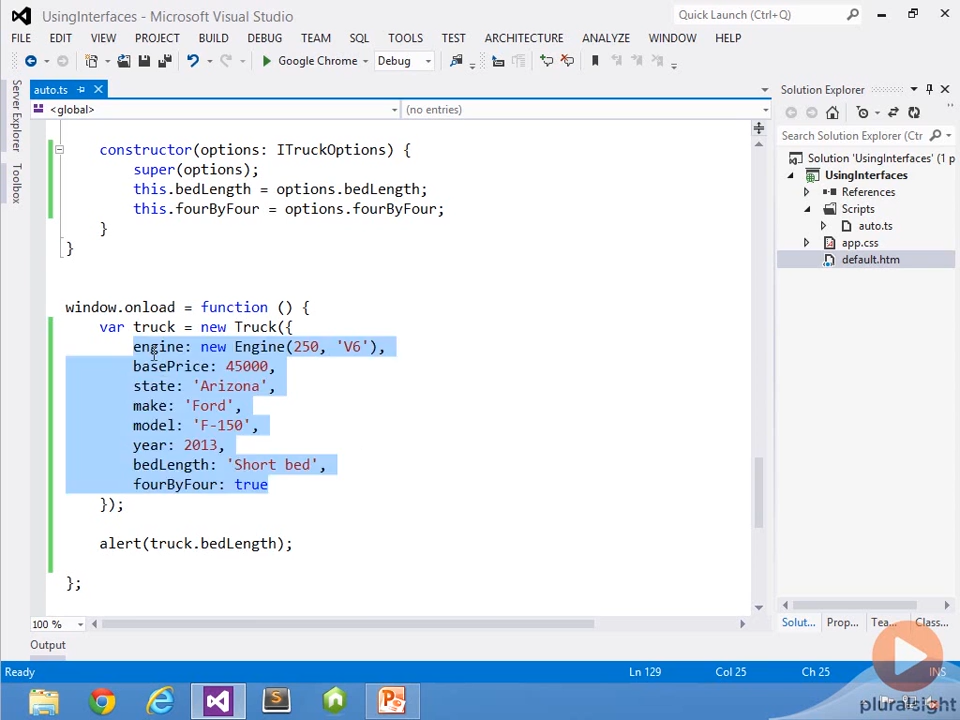 UsingInterfaces - Microsoft Visual Studio
Quick Launch (Ctrl+Q)
FILE EDIT VIEW PROJECT BUILD DEBUG TEAM SQL TOOLS TEST ARCHITECTURE ANALYZE WINDOW HELP
Google Chrome Debug
Server Explorer
Toolbox
auto.ts
<global> (no entries)
constructor(options: ITruckOptions) {
super(options);
this.bedLength = options.bedLength;
this.fourByFour = options.fourByFour;
}
}
window.onload = function () {
var truck = new Truck({
engine: new Engine(250, 'V6'),
basePrice: 45000,
state: 'Arizona',
make: 'Ford',
model: 'F-150',
year: 2013,
bedLength: 'Short bed',
fourByFour: true
});
alert(truck.bedLength);
};
100 %
Output
Solution Explorer
Search Solution Explorer (Ctr
Solution 'UsingInterfaces' (1 p
UsingInterfaces
References
Scripts
auto.ts
app.css
default.htm
Solut... Prop... Tea... Class...
Ready Ln 129 Col 25 Ch 25 INS
pluralsight